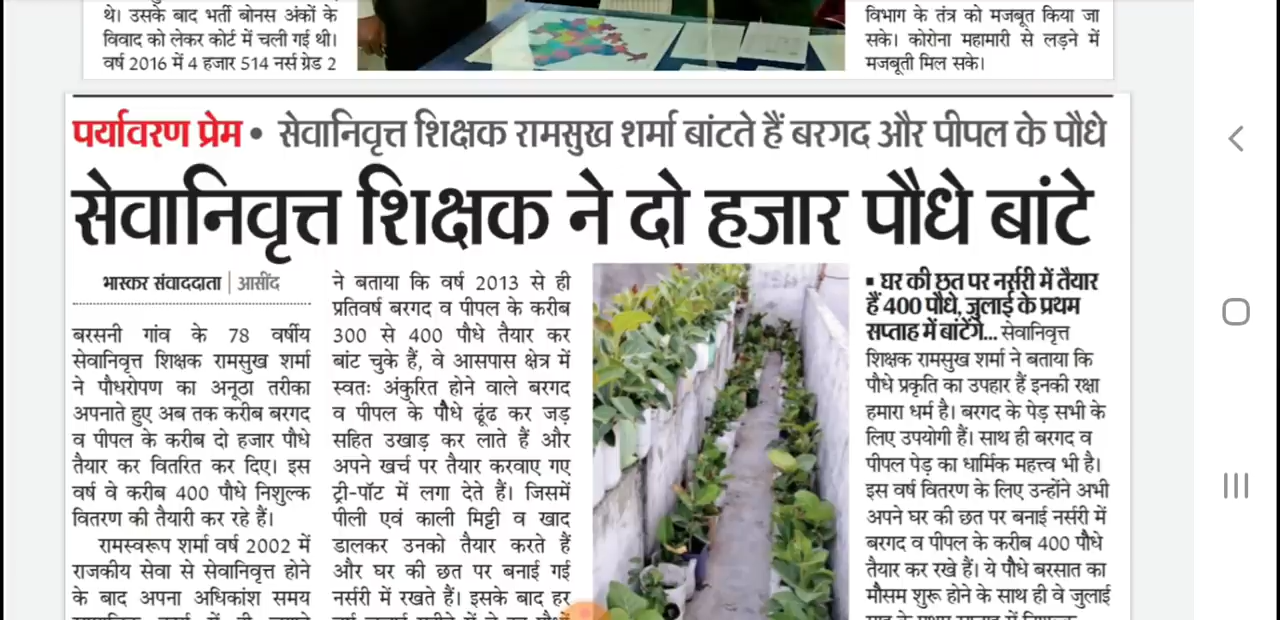 थे। उसके बाद भर्ती बोनस अंकों के
विवाद को लेकर कोर्ट में चली गई थी।
वर्ष 2016 में 4 हजार 514 नर्स ग्रेड 2
विभाग के तंत्र को मजबूत किया जा
सके। कोरोना महामारी से लड़ने में
मजबूती मिल सके।
पर्यावरण प्रेम • सेवानिवृत्त शिक्षक रामसुख शर्मा बांटते हैं बरगद और पीपल के पौधे
सेवानिवृत्त शिक्षक ने दो हजार पौधे बांटे
भास्कर संवाददाता | आसींद
बरसनी गांव के 78 वर्षीय
सेवानिवृत्त शिक्षक रामसुख शर्मा
ने पौधरोपण का अनूठा तरीका
अपनाते हुए अब तक करीब बरगद
व पीपल के करीब दो हजार पौधे
तैयार कर वितरित कर दिए। इस
वर्ष वे करीब 400 पौधे निशुल्क
वितरण की तैयारी कर रहे हैं।
रामस्वरूप शर्मा वर्ष 2002 में
राजकीय सेवा से सेवानिवृत्त होने
के बाद अपना अधिकांश समय
ने बताया कि वर्ष 2013 से ही
प्रतिवर्ष बरगद व पीपल के करीब
300 से 400 पौधे तैयार कर
बांट चुके हैं, वे आसपास क्षेत्र में
स्वतः अंकुरित होने वाले बरगद
व पीपल के पौधे ढूंढ कर जड़
सहित उखाड़ कर लाते हैं और
अपने खर्च पर तैयार करवाए गए
ट्री-पॉट में लगा देते हैं। जिसमें
पीली एवं काली मिट्टी व खाद
डालकर उनको तैयार करते हैं
और घर की छत पर बनाई गई
नर्सरी में रखते हैं। इसके बाद हर
▪ घर की छत पर नर्सरी में तैयार
हैं 400 पौधे, जुलाई के प्रथम
सप्ताह में बाटेंगे... सेवानिवृत्त
शिक्षक रामसुख शर्मा ने बताया कि
पौधे प्रकृति का उपहार हैं इनकी रक्षा
हमारा धर्म है। बरगद के पेड़ सभी के
लिए उपयोगी हैं। साथ ही बरगद व
पीपल पेड़ का धार्मिक महत्त्व भी है।
इस वर्ष वितरण के लिए उन्होंने अभी
अपने घर की छत पर बनाई नर्सरी में
बरगद व पीपल के करीब 400 पौधे
तैयार कर रखे हैं। ये पौधे बरसात का
मौसम शुरू होने के साथ ही वे जुलाई